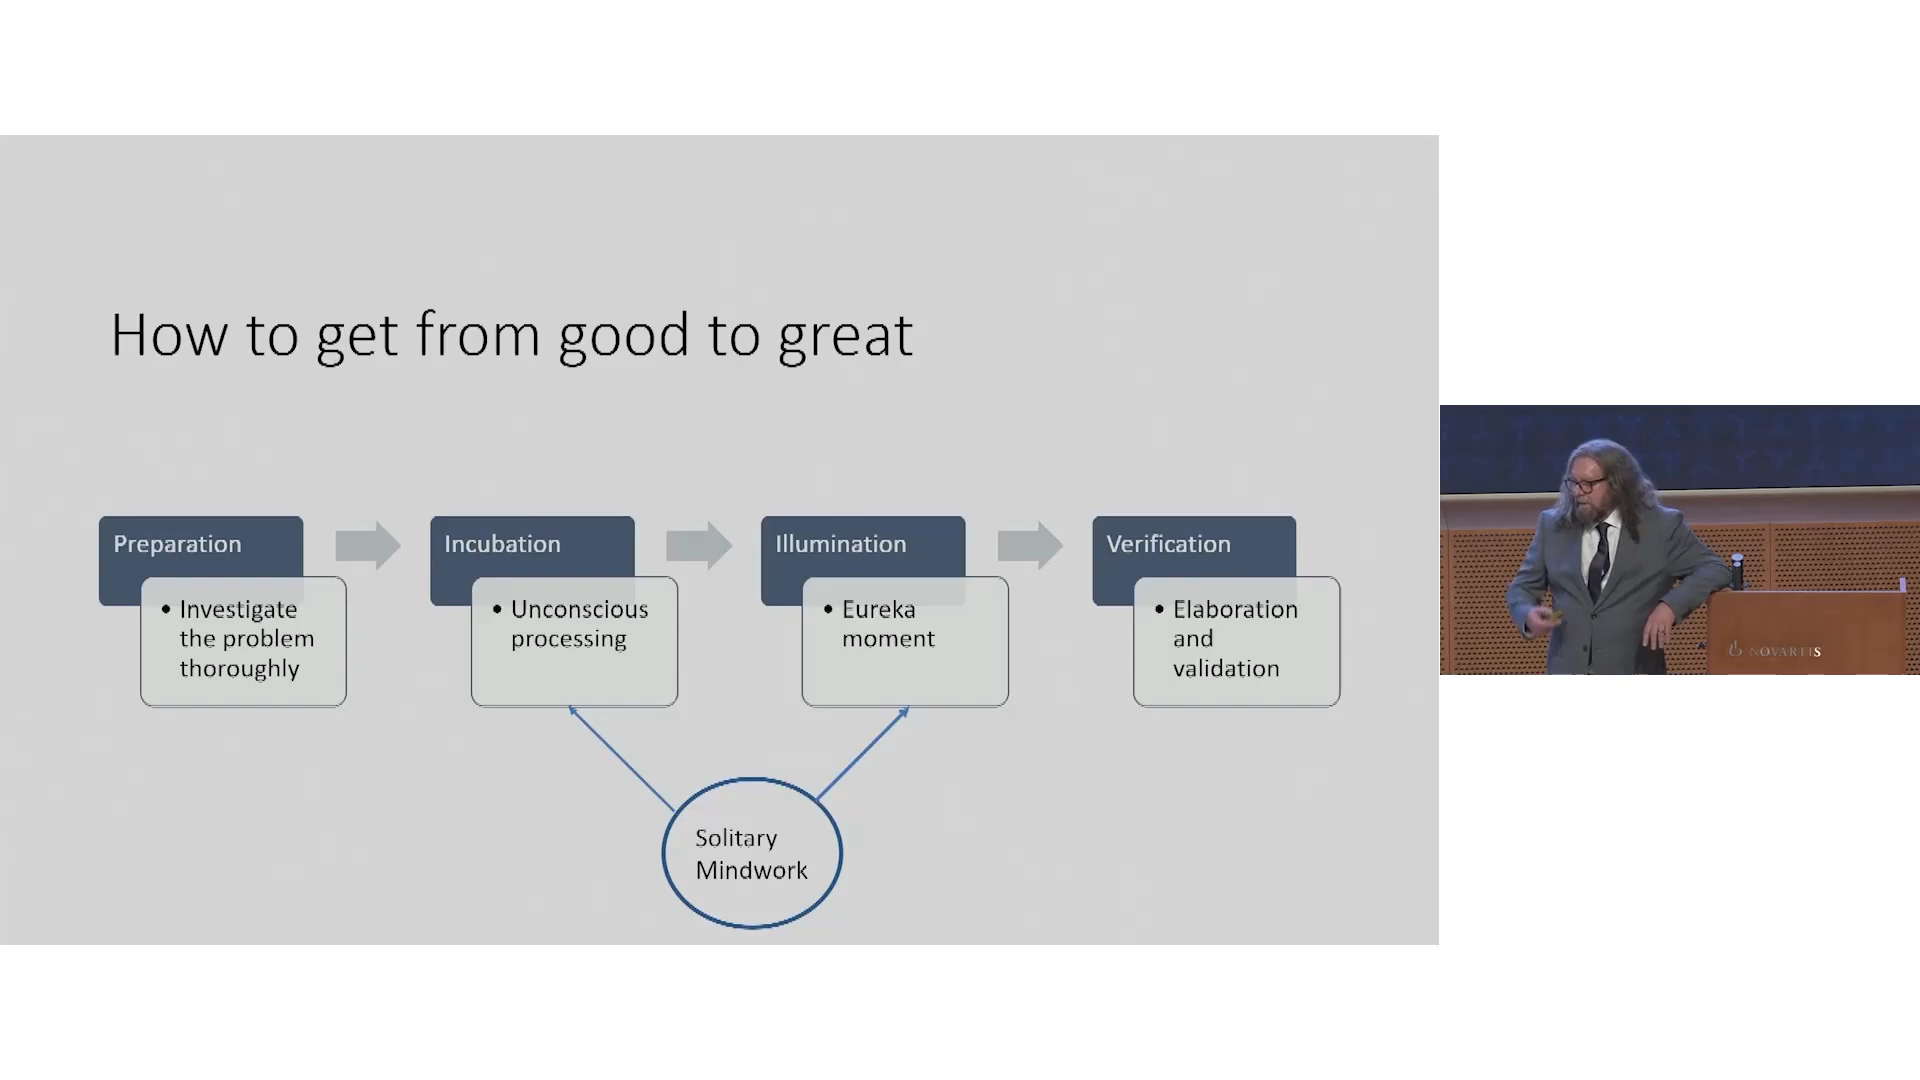 How to get from good to great
Preparation
• Investigate
the problem
thoroughly
Incubation
• Unconscious
processing
Illumination
• Eureka
moment
Verification
• Elaboration
and
validation
Solitary
Mindwork
NOVARTIS